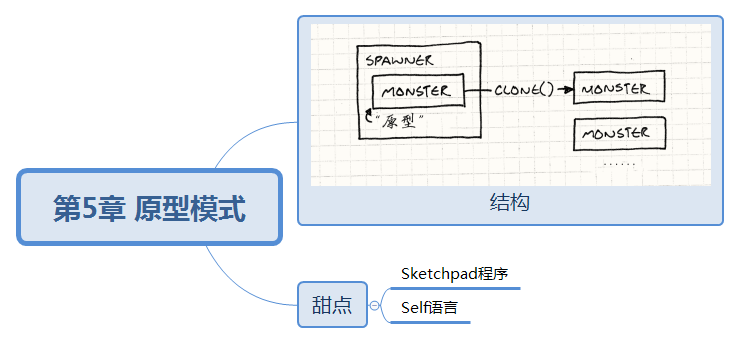 第5章 原型模式
SPAWNER
MONSTER
CLONE()
MONSTER
"原型"
MONSTER
......
结构
甜点
Sketchpad程序
Self语言